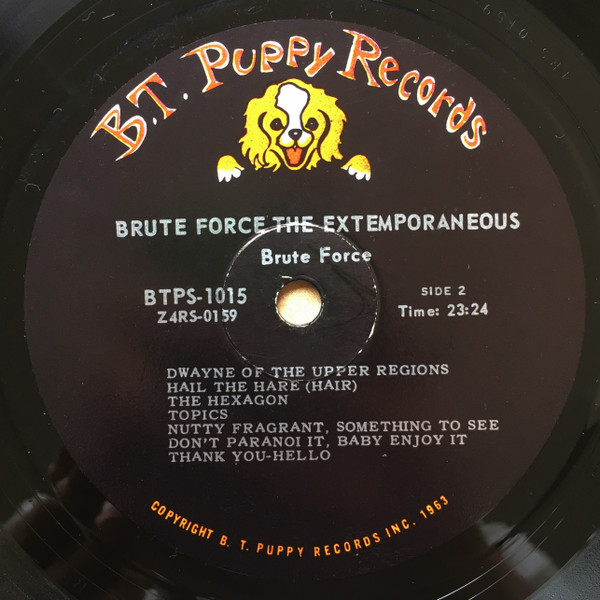 B.T. PUPPY RECORDS
BRUTE FORCE THE EXTEMPORANEOUS
Brute Force
BTPS-1015
Z4RS-0159
SIDE 2
Time: 23:24
DWAYNE OF THE UPPER REGIONS
HAIL THE HARE (HAIR)
THE HEXAGON
TOPICS
NUTTY FRAGRANT, SOMETHING TO SEE
DON'T PARANOI IT, BABY ENJOY IT
THANK YOU-HELLO
COPYRIGHT B. T. PUPPY RECORDS INC. 1963